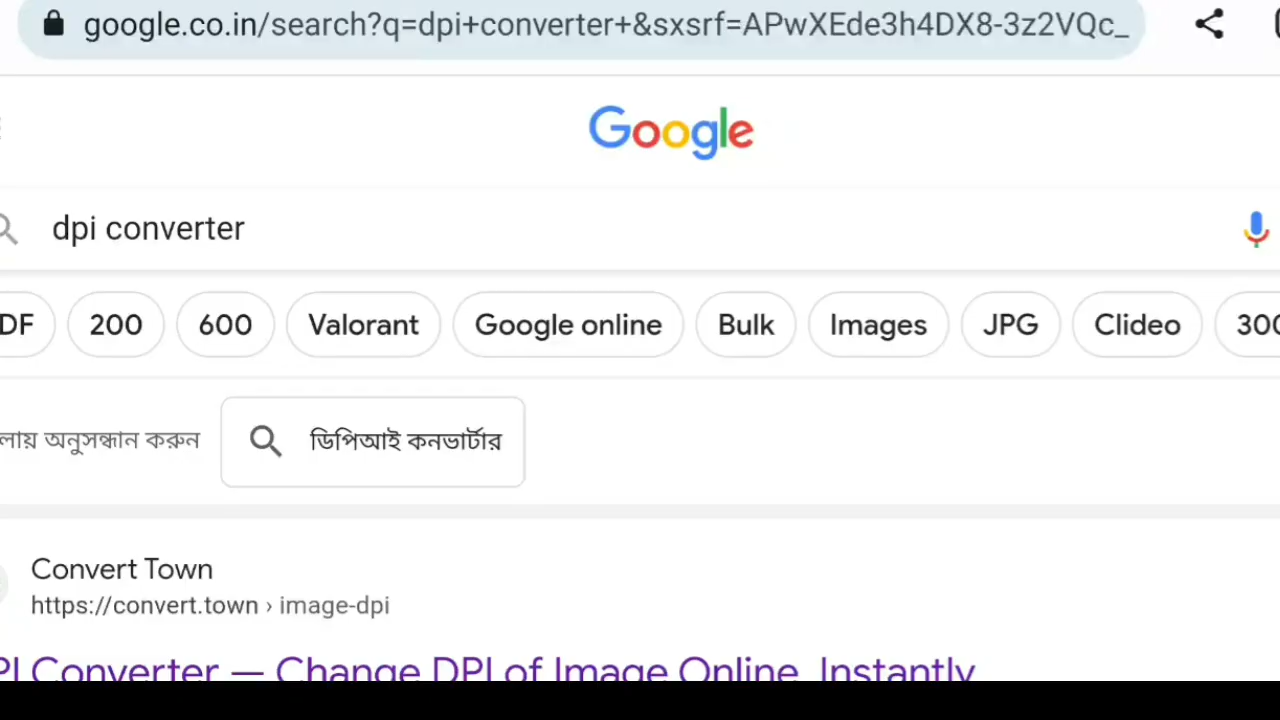 google.co.in/search?q=dpi+converter+&sxsrf=APwXEde3h4DX8-3z2VQc_
Google
dpi converter
DF 200 600 Valorant Google online Bulk Images JPG Clideo 300
লায় অনুসন্ধান করুন ডিপিআই কনভার্টার
Convert Town
https://convert.town › image-dpi
PI Converter — Change DPI of Image Online, Instantly